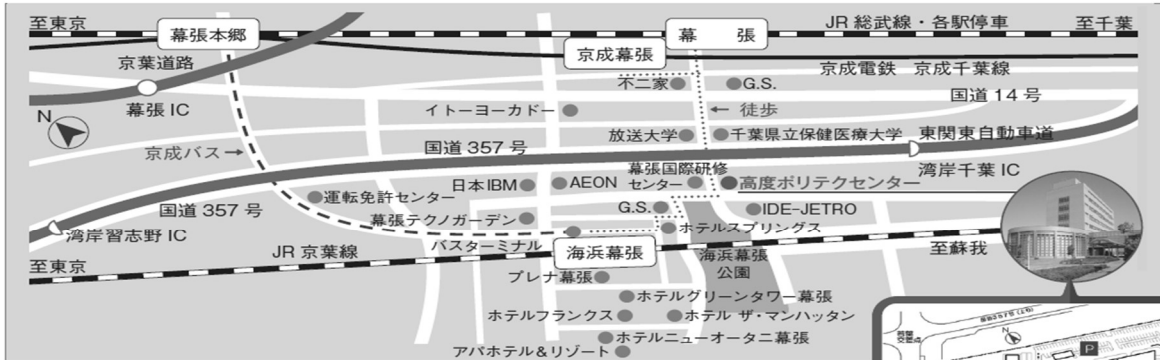 至東京
JR 総武線・各駅停車
至千葉
幕張本郷
幕 張
京成幕張
京葉道路
京成電鉄 京成千葉線
不二家
G.S.
国道 14 号
幕張 IC
イトーヨーカドー
徒歩
N
放送大学
千葉県立保健医療大学
東関東自動車道
京成バス
国道 357 号
幕張国際研修
センター
湾岸千葉 IC
日本IBM
AEON
高度ポリテクセンター
運転免許センター
国道 357 号
G.S.
IDE-JETRO
幕張テクノガーデン
ホテルスプリングス
湾岸習志野 IC
バスターミナル
JR 京葉線
海浜幕張
海浜幕張
公園
至蘇我
至東京
プレナ幕張
ホテルグリーンタワー幕張
ホテルフランクス
ホテル ザ・マンハッタン
ホテルニューオータニ幕張
アパホテル&リゾート
N
P